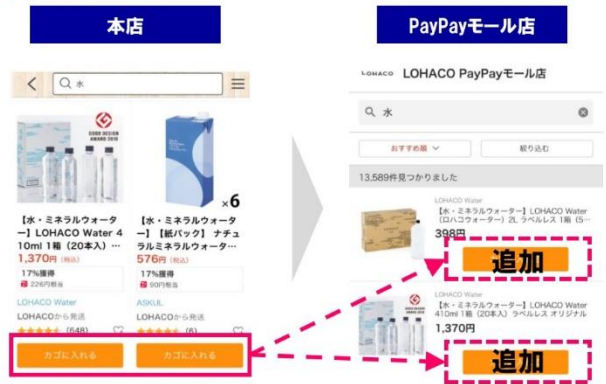 本店
PayPayモール店
水
GOOD DESIGN
AWARD 2015
×6
【水・ミネラルウォータ
ー】LOHACO Water 4
10ml 1箱（20本入）…
1,370円（税込）
17%獲得
226円相当
LOHACO Water
LOHACOから発送
(648)
カゴに入れる
【水・ミネラルウォータ
ー】【紙パック】 ナチュ
ラルミネラルウォータ…
576円（税込）
17%獲得
90円相当
ASKUL
LOHACOから発送
(6)
カゴに入れる
LOHACO LOHACO PayPayモール店
水
おすすめ順
絞り込む
13,589件見つかりました
LOHACO Water
【水・ミネラルウォーター】LOHACO Water
（ロハコウォーター）2L ラベルレス 1箱（5…
398円
追加
LOHACO Water
【水・ミネラルウォーター】LOHACO Water
410ml 1箱（20本入）ラベルレス オリジナル
1,370円
追加